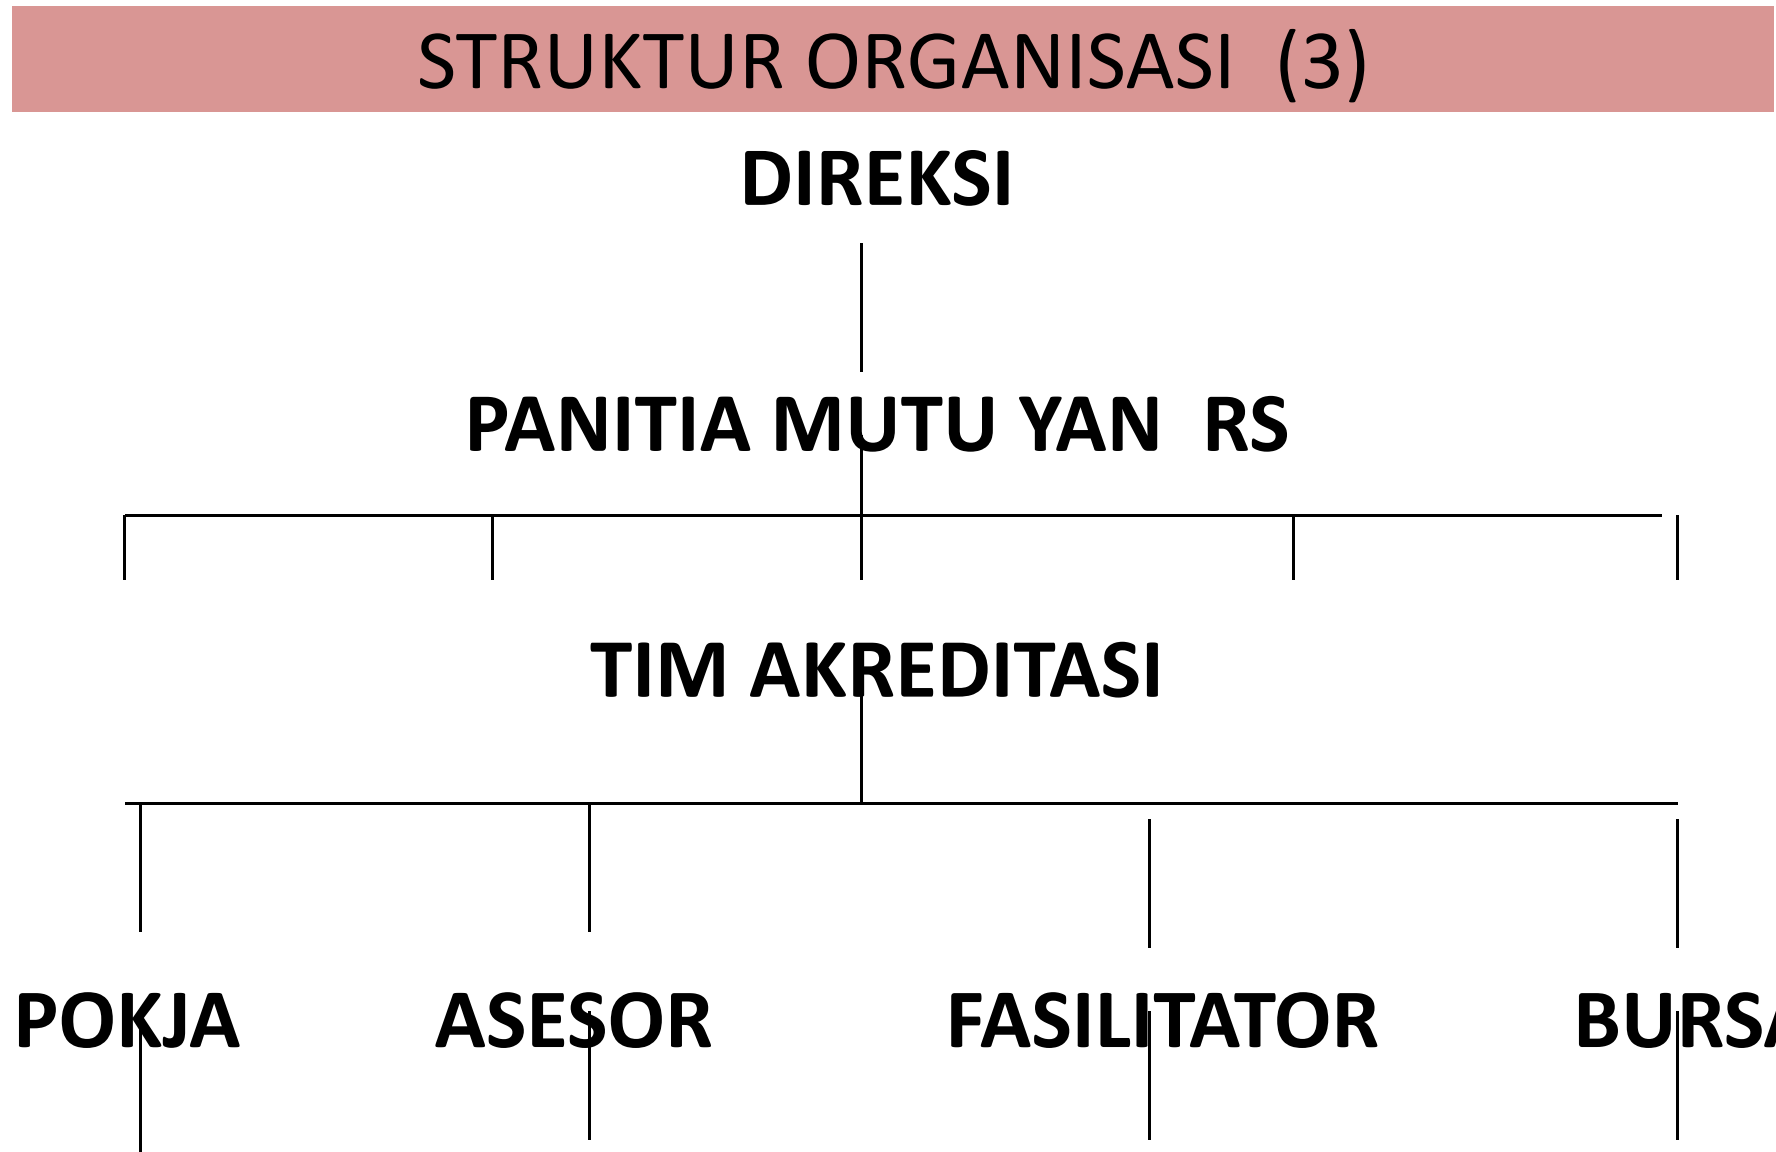 STRUKTUR ORGANISASI (3)
DIREKSI
PANITIA MUTU YAN RS
TIM AKREDITASI
POKJA ASESOR FASILITATOR